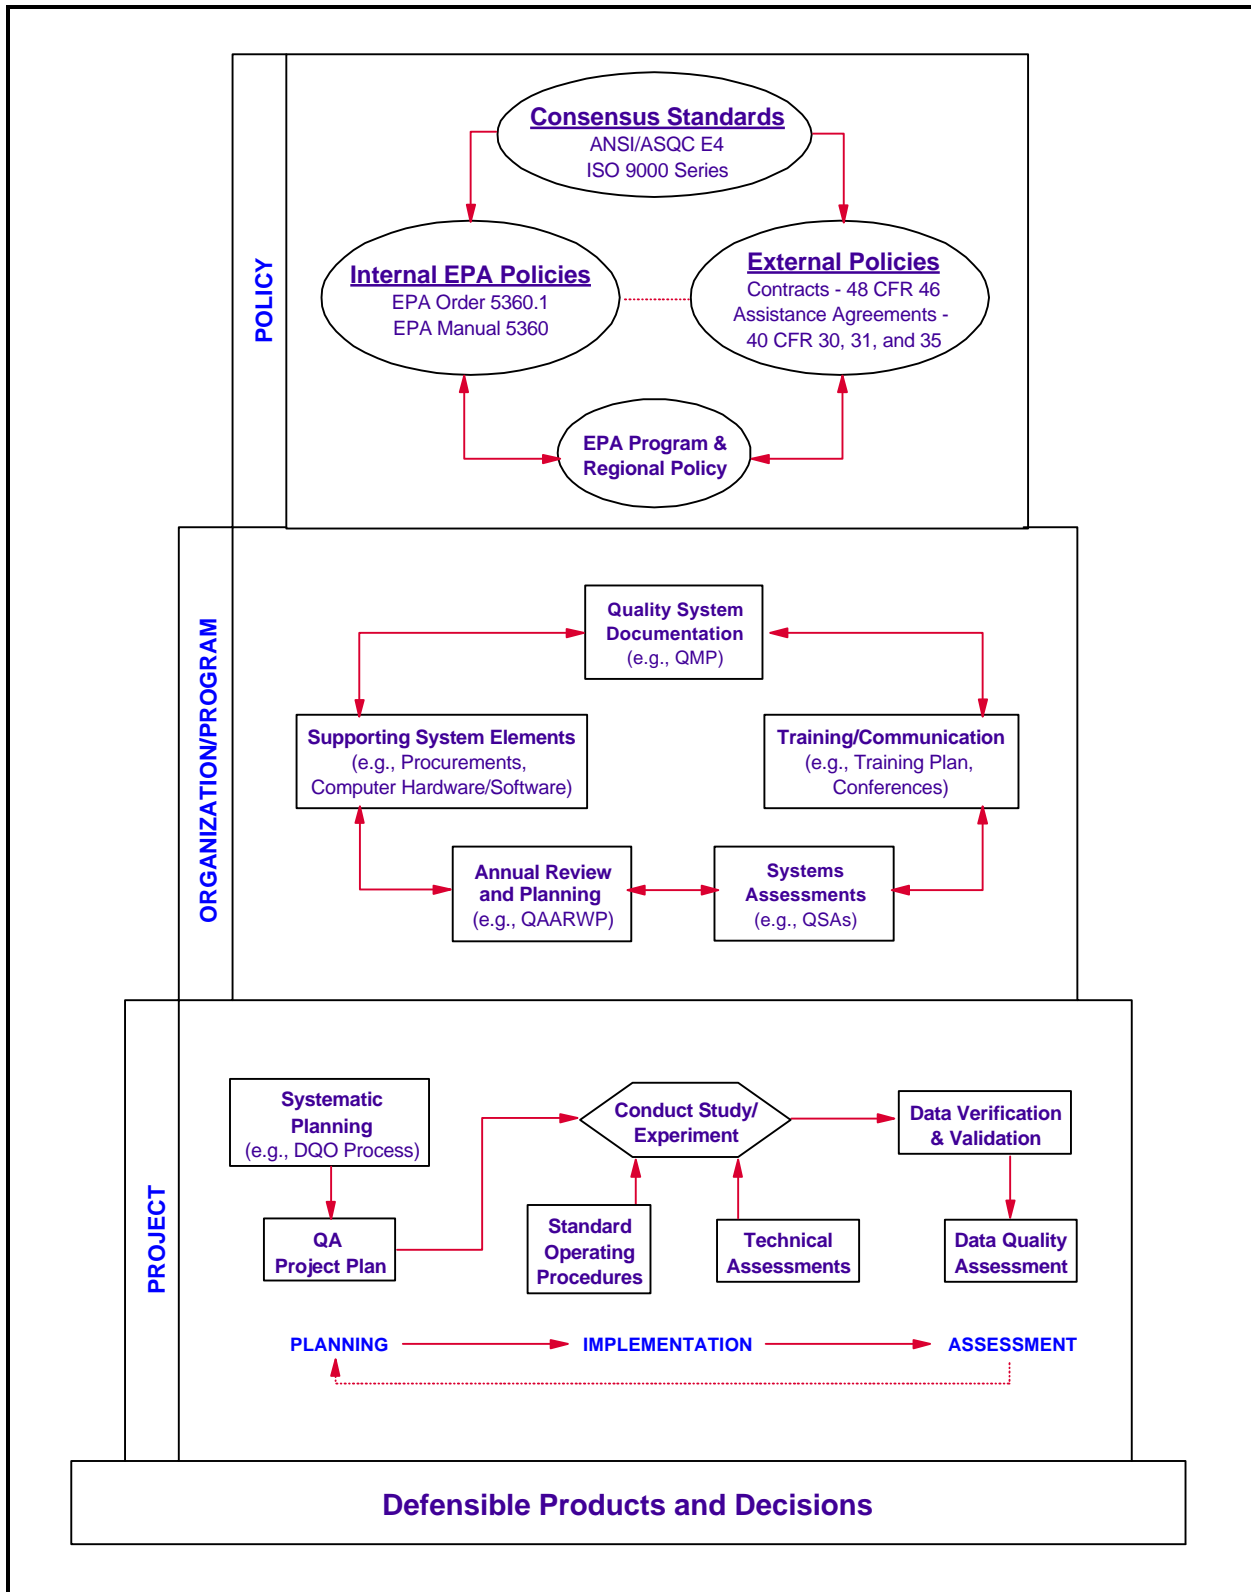 POLICY
Consensus Standards
ANSI/ASQC E4
ISO 9000 Series
Internal EPA Policies
EPA Order 5360.1
EPA Manual 5360
External Policies
Contracts - 48 CFR 46
Assistance Agreements -
40 CFR 30, 31, and 35
EPA Program &
Regional Policy
ORGANIZATION/PROGRAM
Quality System
Documentation
(e.g., QMP)
Supporting System Elements
(e.g., Procurements,
Computer Hardware/Software)
Training/Communication
(e.g., Training Plan,
Conferences)
Annual Review
and Planning
(e.g., QAARWP)
Systems
Assessments
(e.g., QSAs)
PROJECT
Systematic
Planning
(e.g., DQO Process)
QA
Project Plan
Conduct Study/
Experiment
Standard
Operating
Procedures
Technical
Assessments
Data Verification
& Validation
Data Quality
Assessment
PLANNING
IMPLEMENTATION
ASSESSMENT
Defensible Products and Decisions